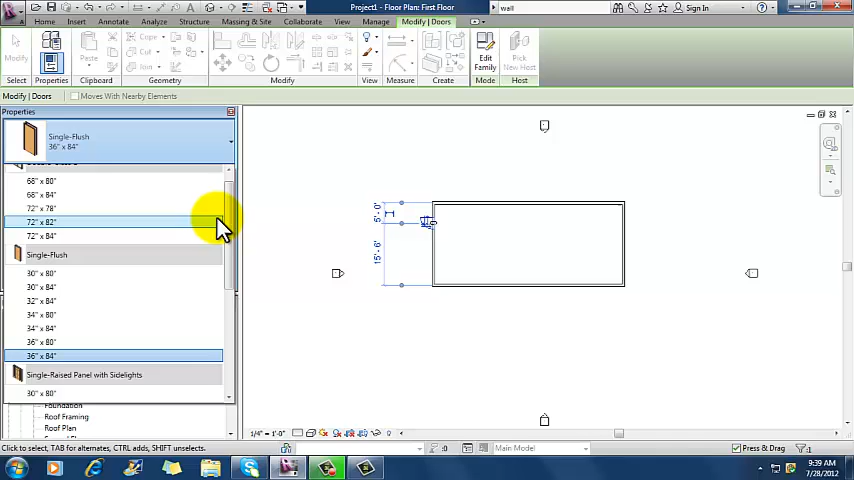 Project1 - Floor Plan: First Floor
wall
Sign In
Home
Insert
Annotate
Analyze
Structure
Massing & Site
Collaborate
View
Manage
Modify | Doors
Modify
Cope
Paste
Join
Edit Family
Pick New Host
Select
Properties
Clipboard
Geometry
Modify
View
Measure
Create
Mode
Host
Modify | Doors
Moves With Nearby Elements
Properties
Single-Flush
36" x 84"
68" x 80"
68" x 84"
72" x 78"
72" x 82"
72" x 84"
Single-Flush
30" x 80"
30" x 84"
32" x 84"
34" x 80"
34" x 84"
36" x 80"
36" x 84"
Single-Raised Panel with Sidelights
30" x 80"
Foundation
Roof Framing
Roof Plan
5' - 0"
15' - 6"
1/4" = 1'-0"
Click to select, TAB for alternates, CTRL adds, SHIFT unselects.
:0
Main Model
Press & Drag
:1
9:39 AM
7/28/2012